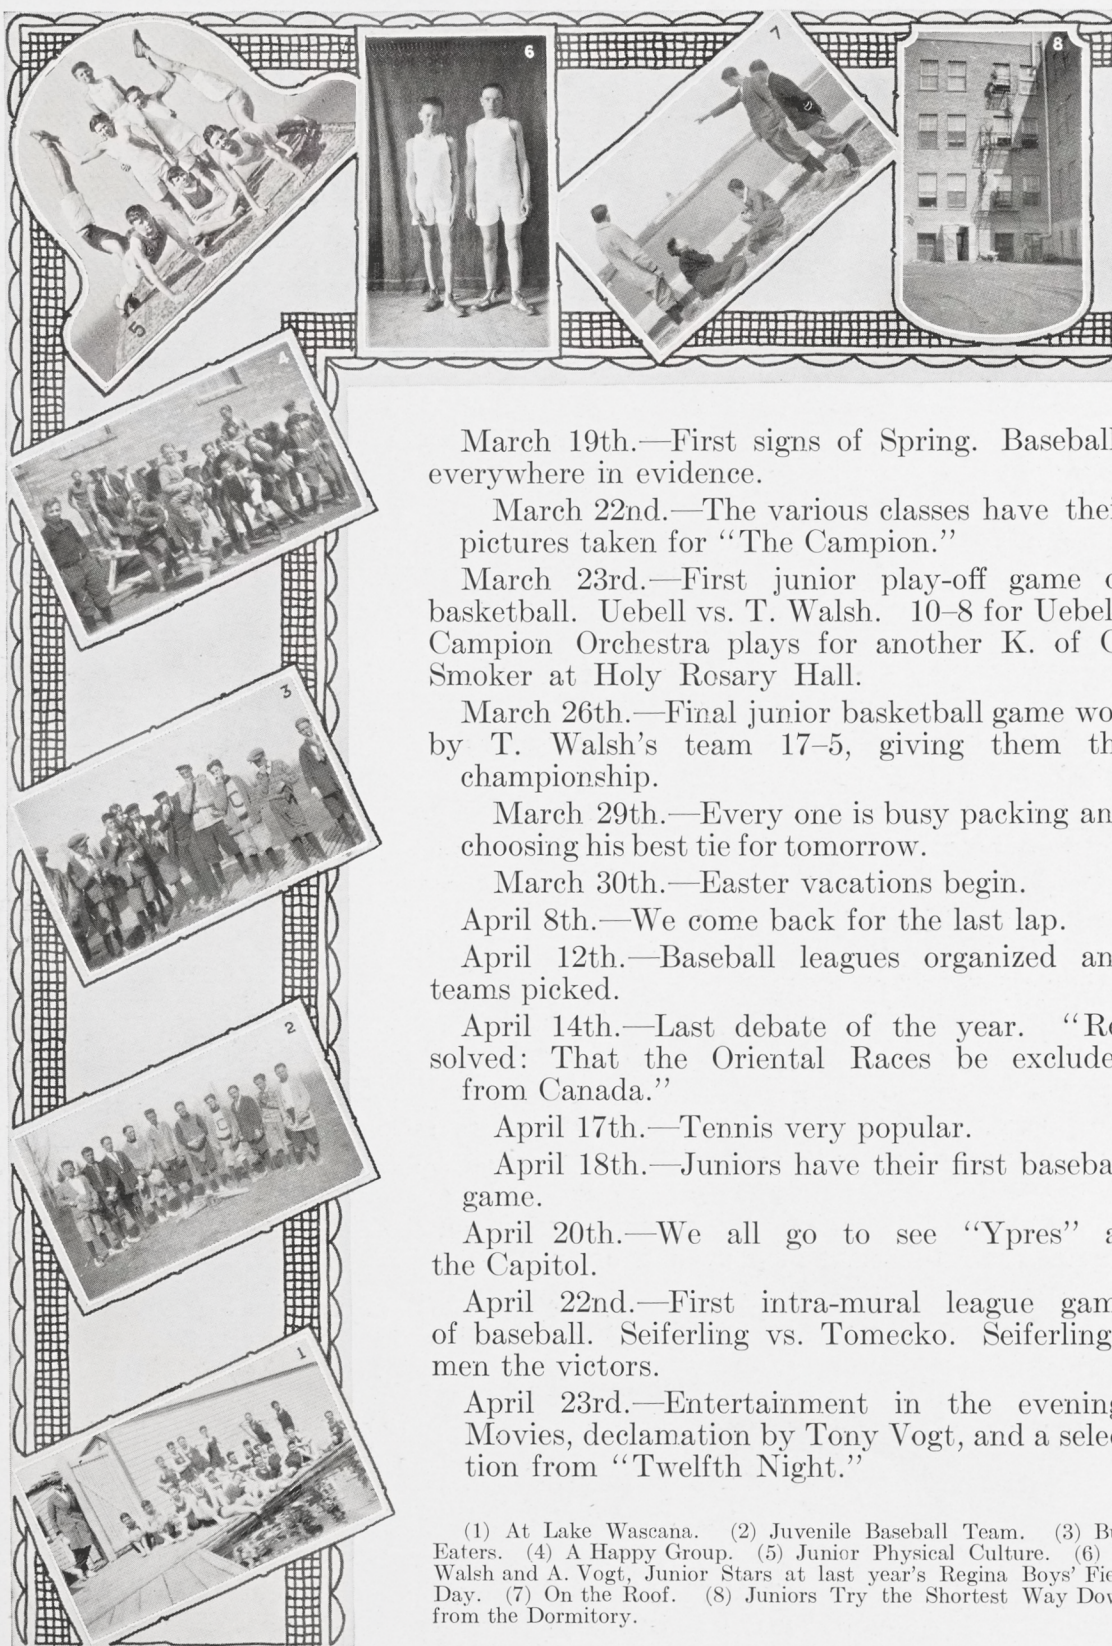 5
6
7
8
4
3
2
1
March 19th.—First signs of Spring. Baseball
everywhere in evidence.
March 22nd.—The various classes have thei
pictures taken for “The Campion.”
March 23rd.—First junior play-off game o
basketball. Uebell vs. T. Walsh. 10–8 for Uebel
Campion Orchestra plays for another K. of C
Smoker at Holy Rosary Hall.
March 26th.—Final junior basketball game wo
by T. Walsh’s team 17–5, giving them th
championship.
March 29th.—Every one is busy packing an
choosing his best tie for tomorrow.
March 30th.—Easter vacations begin.
April 8th.—We come back for the last lap.
April 12th.—Baseball leagues organized an
teams picked.
April 14th.—Last debate of the year. “Re
solved: That the Oriental Races be exclude
from Canada.”
April 17th.—Tennis very popular.
April 18th.—Juniors have their first baseba
game.
April 20th.—We all go to see “Ypres” a
the Capitol.
April 22nd.—First intra-mural league gam
of baseball. Seiferling vs. Tomecko. Seiferling
men the victors.
April 23rd.—Entertainment in the evening
Movies, declamation by Tony Vogt, and a selec
tion from “Twelfth Night.”
(1) At Lake Wascana. (2) Juvenile Baseball Team. (3) Bu
Eaters. (4) A Happy Group. (5) Junior Physical Culture. (6)
Walsh and A. Vogt, Junior Stars at last year’s Regina Boys’ Fie
Day. (7) On the Roof. (8) Juniors Try the Shortest Way Dow
from the Dormitory.